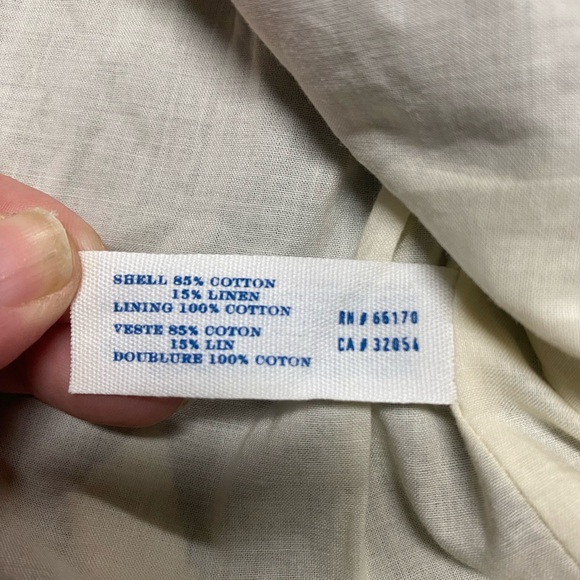 SHELL 85% COTTON
15% LINEN
LINING 100% COTTON
VESTE 85% COTON
15% LIN
DOUBLURE 100% COTON
RN # 66170
CA # 32054